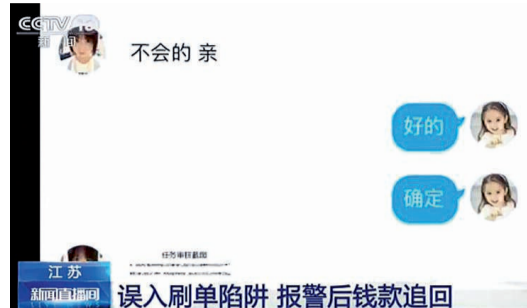 CCTV 13
新闻
不会的 亲
好的
确定
任务审核截图
江苏
新闻直播间
误入刷单陷阱 报警后钱款追回